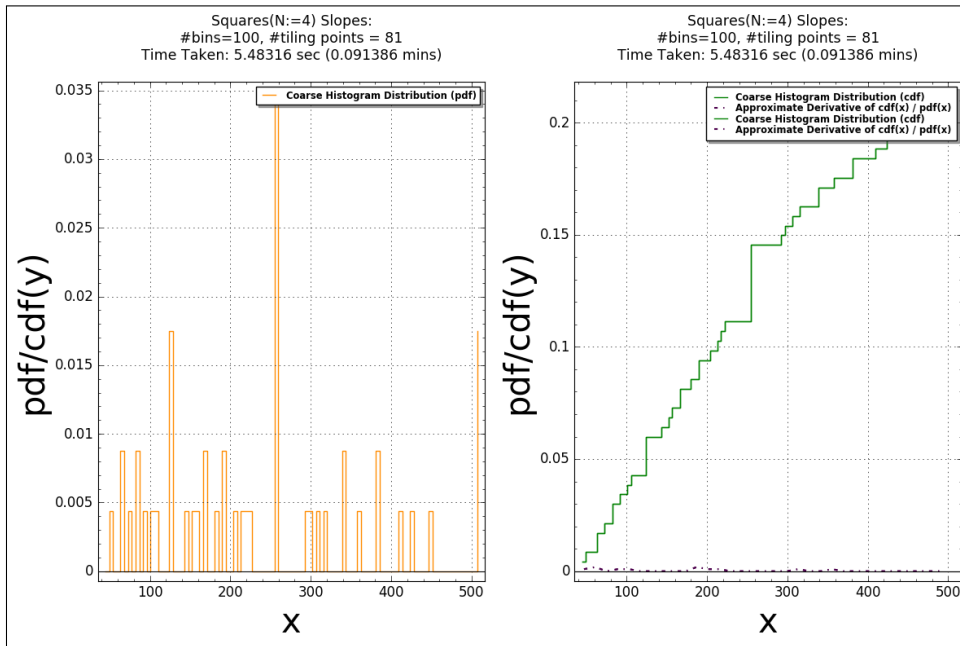 Squares(N:=4) Slopes:
#bins=100, #tiling points = 81
Time Taken: 5.48316 sec (0.091386 mins)
Coarse Histogram Distribution (pdf)
0.035
0.03
0.025
0.02
0.015
0.01
0.005
0
pdf/cdf(y)
100
200
300
400
500
x
Squares(N:=4) Slopes:
#bins=100, #tiling points = 81
Time Taken: 5.48316 sec (0.091386 mins)
Coarse Histogram Distribution (cdf)
Approximate Derivative of cdf(x) / pdf(x)
Coarse Histogram Distribution (cdf)
Approximate Derivative of cdf(x) / pdf(x)
0.2
0.15
0.1
0.05
0
pdf/cdf(y)
100
200
300
400
500
x